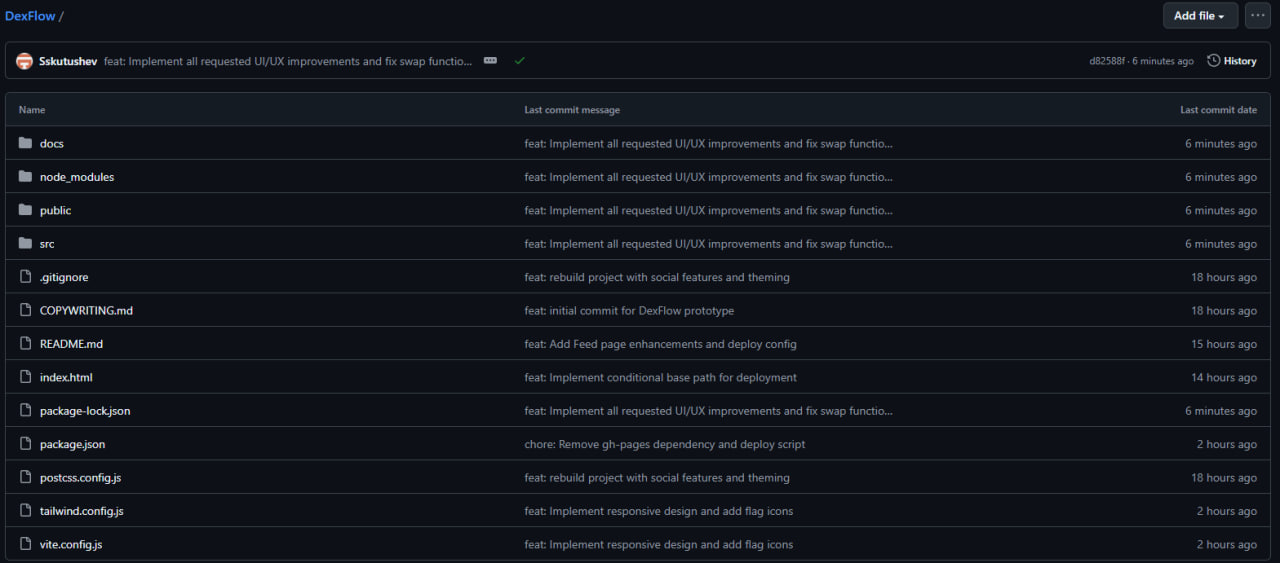 DexFlow /
Add file
Sskutushev feat: Implement all requested UI/UX improvements and fix swap functio... d82588f · 6 minutes ago History
Name Last commit message Last commit date
docs feat: Implement all requested UI/UX improvements and fix swap functio... 6 minutes ago
node_modules feat: Implement all requested UI/UX improvements and fix swap functio... 6 minutes ago
public feat: Implement all requested UI/UX improvements and fix swap functio... 6 minutes ago
src feat: Implement all requested UI/UX improvements and fix swap functio... 6 minutes ago
.gitignore feat: rebuild project with social features and theming 18 hours ago
COPYWRITING.md feat: initial commit for DexFlow prototype 18 hours ago
README.md feat: Add Feed page enhancements and deploy config 15 hours ago
index.html feat: Implement conditional base path for deployment 14 hours ago
package-lock.json feat: Implement all requested UI/UX improvements and fix swap functio... 6 minutes ago
package.json chore: Remove gh-pages dependency and deploy script 2 hours ago
postcss.config.js feat: rebuild project with social features and theming 18 hours ago
tailwind.config.js feat: Implement responsive design and add flag icons 2 hours ago
vite.config.js feat: Implement responsive design and add flag icons 2 hours ago